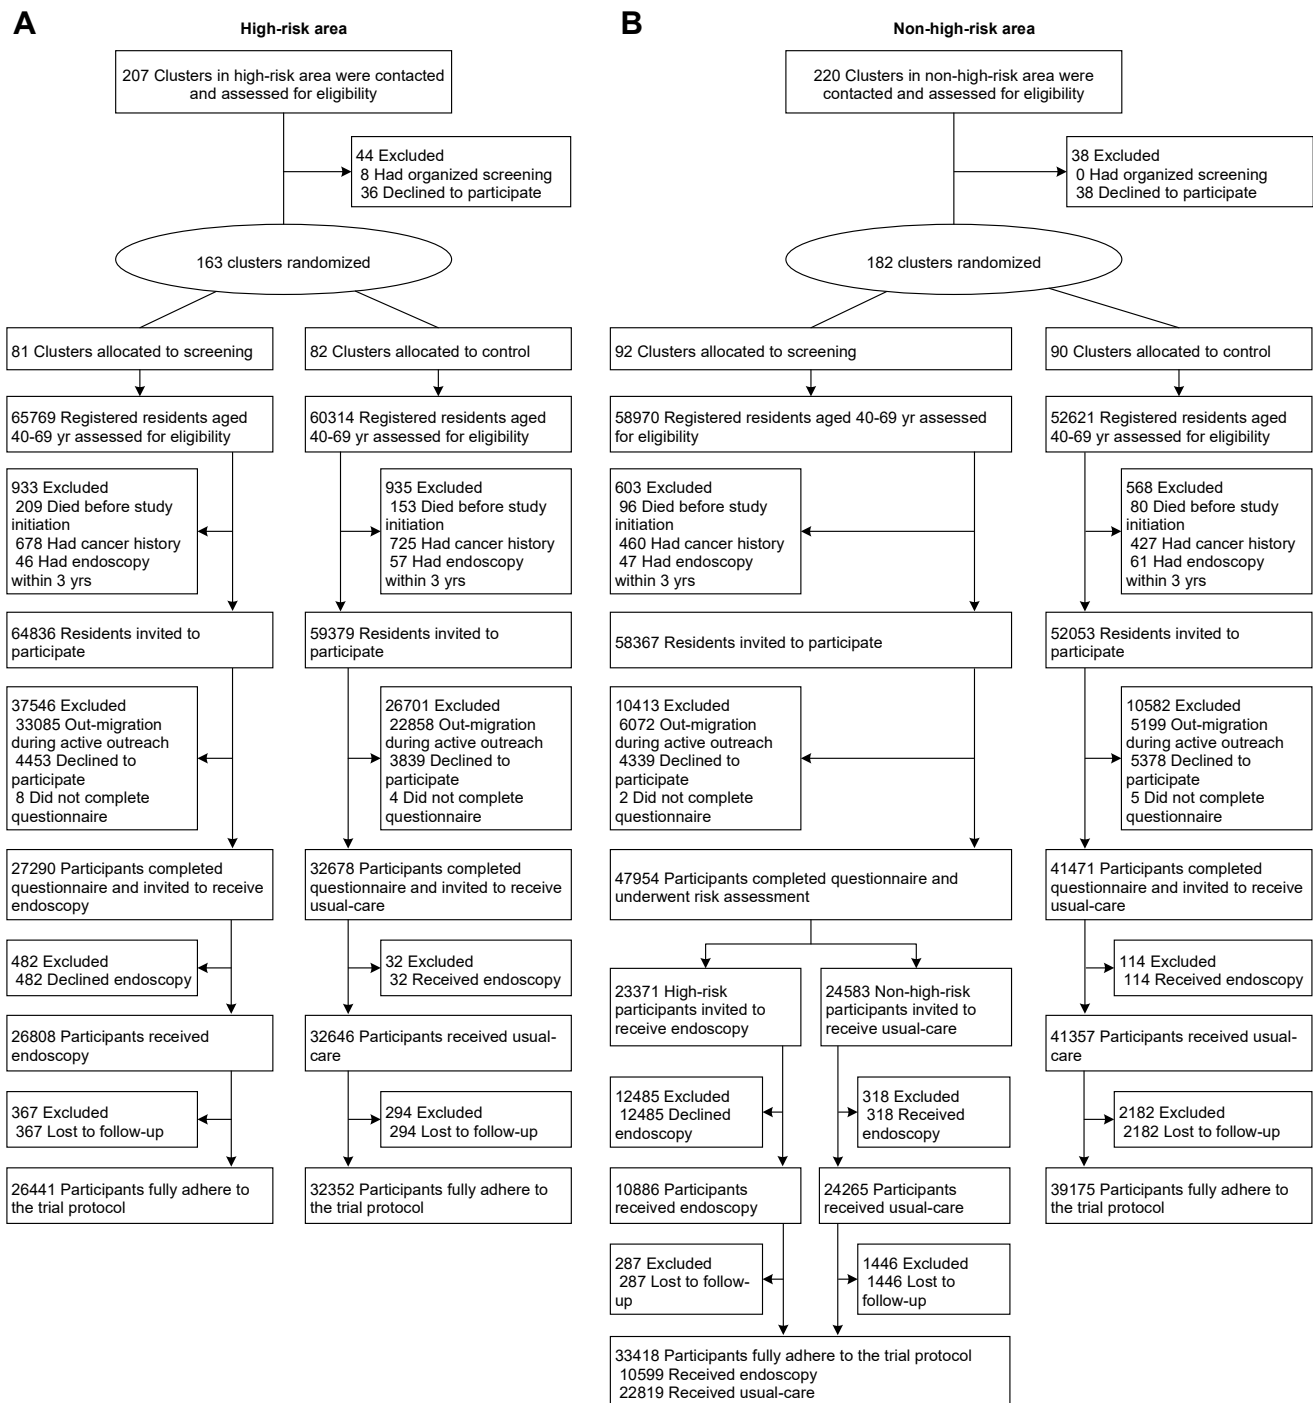 A
High-risk area
207 Clusters in high-risk area were contacted
and assessed for eligibility
44 Excluded
8 Had organized screening
36 Declined to participate
163 clusters randomized
81 Clusters allocated to screening
82 Clusters allocated to control
65769 Registered residents aged
40-69 yr assessed for eligibility
60314 Registered residents aged
40-69 yr assessed for eligibility
933 Excluded
209 Died before study
initiation
678 Had cancer history
46 Had endoscopy
within 3 yrs
935 Excluded
153 Died before study
initiation
725 Had cancer history
57 Had endoscopy
within 3 yrs
64836 Residents invited to
participate
59379 Residents invited to
participate
37546 Excluded
33085 Out-migration
during active outreach
4453 Declined to
participate
8 Did not complete
questionnaire
26701 Excluded
22858 Out-migration
during active outreach
3839 Declined to
participate
4 Did not complete
questionnaire
27290 Participants completed
questionnaire and invited to receive
endoscopy
32678 Participants completed
questionnaire and invited to receive
usual-care
482 Excluded
482 Declined endoscopy
32 Excluded
32 Received endoscopy
26808 Participants received
endoscopy
32646 Participants received usual-
care
367 Excluded
367 Lost to follow-up
294 Excluded
294 Lost to follow-up
26441 Participants fully adhere to
the trial protocol
32352 Participants fully adhere to
the trial protocol
B
Non-high-risk area
220 Clusters in non-high-risk area were
contacted and assessed for eligibility
38 Excluded
0 Had organized screening
38 Declined to participate
182 clusters randomized
92 Clusters allocated to screening
90 Clusters allocated to control
58970 Registered residents aged 40-69 yr assessed
for eligibility
52621 Registered residents aged
40-69 yr assessed for eligibility
603 Excluded
96 Died before study
initiation
460 Had cancer history
47 Had endoscopy
within 3 yrs
568 Excluded
80 Died before study
initiation
427 Had cancer history
61 Had endoscopy
within 3 yrs
58367 Residents invited to participate
52053 Residents invited to
participate
10413 Excluded
6072 Out-migration
during active outreach
4339 Declined to
participate
2 Did not complete
questionnaire
10582 Excluded
5199 Out-migration
during active outreach
5378 Declined to
participate
5 Did not complete
questionnaire
47954 Participants completed questionnaire and
underwent risk assessment
41471 Participants completed
questionnaire and invited to receive
usual-care
114 Excluded
114 Received endoscopy
23371 High-risk
participants invited to
receive endoscopy
24583 Non-high-risk
participants invited to
receive usual-care
41357 Participants received usual-
care
12485 Excluded
12485 Declined
endoscopy
318 Excluded
318 Received
endoscopy
2182 Excluded
2182 Lost to follow-up
10886 Participants
received endoscopy
24265 Participants
received usual-care
39175 Participants fully adhere to
the trial protocol
287 Excluded
287 Lost to follow-
up
1446 Excluded
1446 Lost to
follow-up
33418 Participants fully adhere to the trial protocol
10599 Received endoscopy
22819 Received usual-care